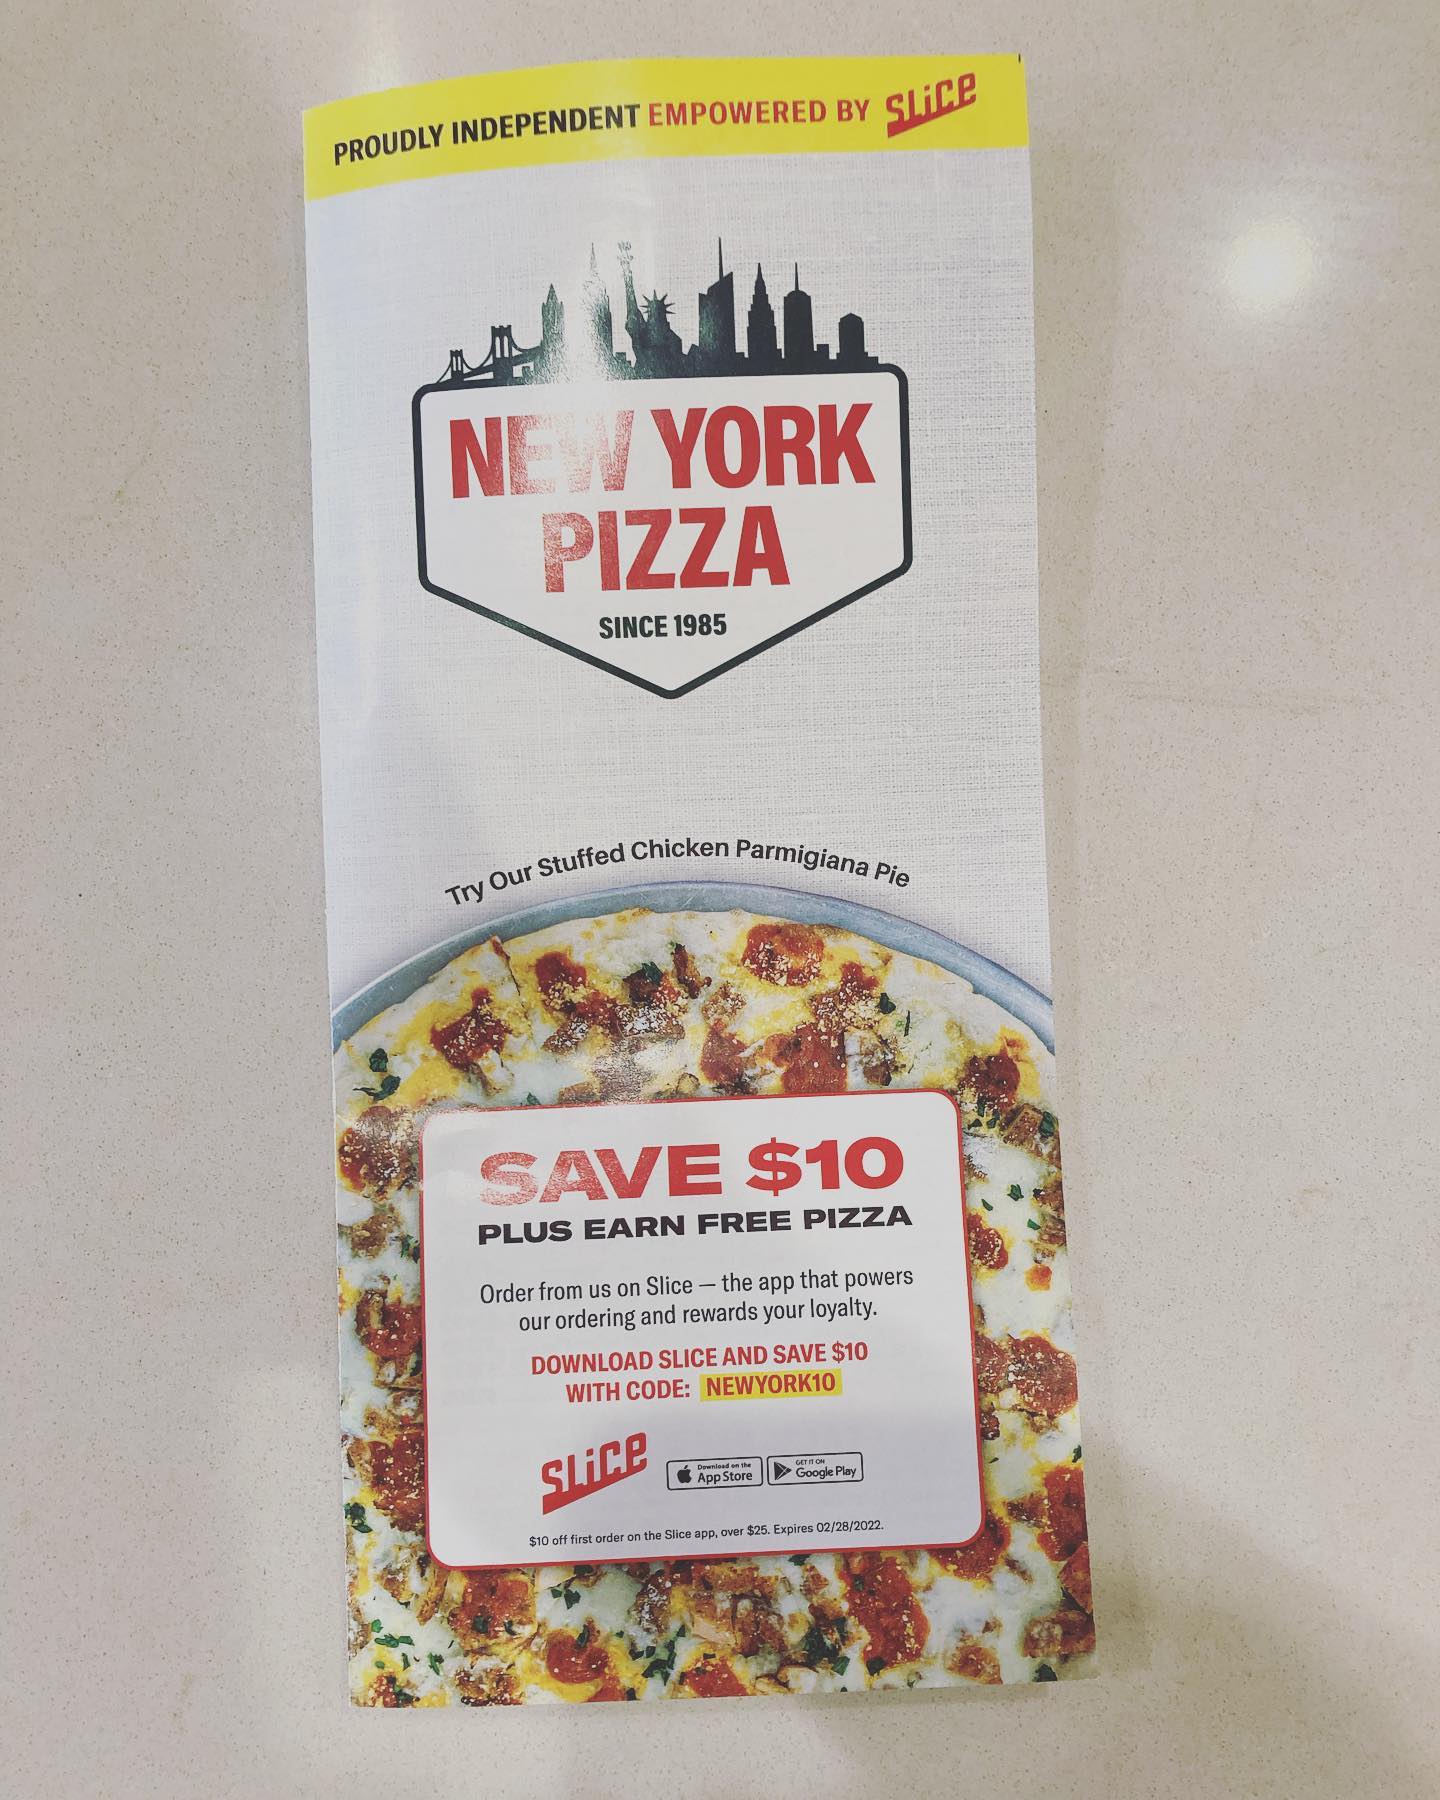 PROUDLY INDEPENDENT EMPOWERED BY SLiCE
NEW YORK
PIZZA
SINCE 1985
Try Our Stuffed Chicken Parmigiana Pie
SAVE $10
PLUS EARN FREE PIZZA
Order from us on Slice — the app that powers
our ordering and rewards your loyalty.
DOWNLOAD SLICE AND SAVE $10
WITH CODE: NEWYORK10
SLiCE
Download on the
App Store
GET IT ON
Google Play
$10 off first order on the Slice app, over $25. Expires 02/28/2022.